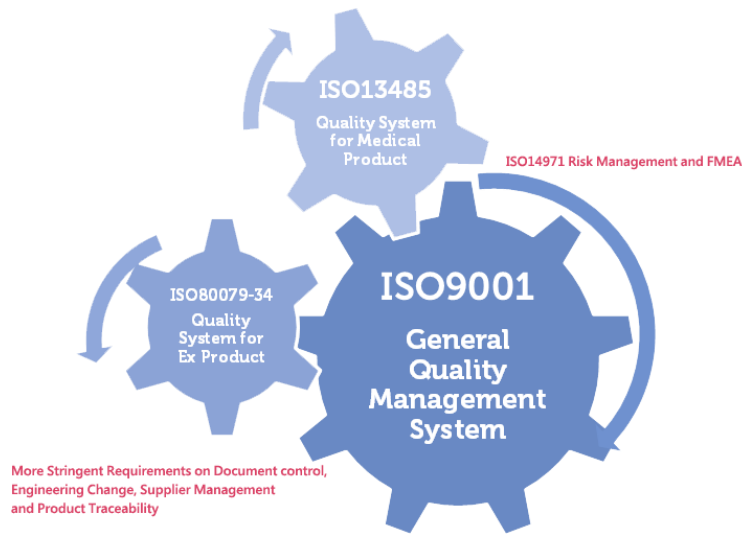 ISO13485
Quality System
for Medical
Product
ISO14971 Risk Management and FMEA
ISO80079-34
Quality
System for
Ex Product
ISO9001
General
Quality
Management
System
More Stringent Requirements on Document control,
Engineering Change, Supplier Management
and Product Traceability